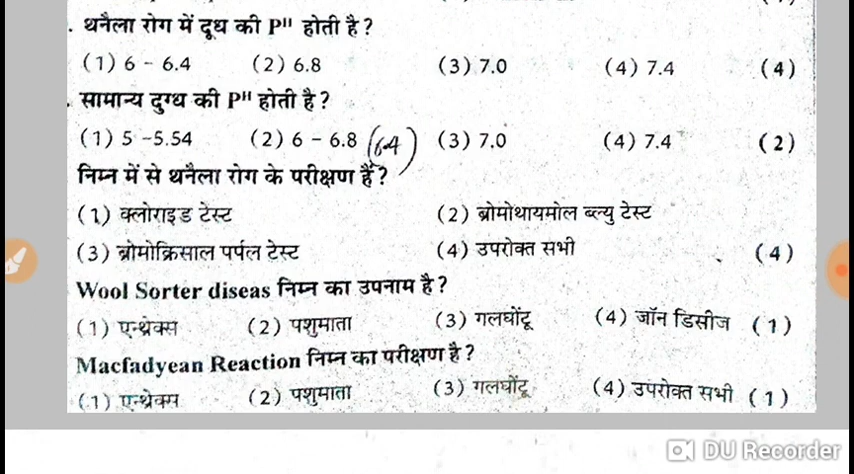 . थनैला रोग में दूध की Pᴴ होती है ?
(1) 6 - 6.4 (2) 6.8 (3) 7.0 (4) 7.4 (4)
. सामान्य दुग्ध की Pᴴ होती है ?
(1) 5 -5.54 (2) 6 - 6.8 (6.4) (3) 7.0 (4) 7.4 (2)
निम्न में से थनैला रोग के परीक्षण हैं?
(1) क्लोराइड टेस्ट (2) ब्रोमोथायमोल ब्ल्यु टेस्ट
(3) ब्रोमोक्रिसाल पर्पल टेस्ट (4) उपरोक्त सभी (4)
Wool Sorter diseas निम्न का उपनाम है ?
(1) एन्थ्रेक्स (2) पशुमाता (3) गलघोंटू (4) जॉन डिसीज (1)
Macfadyean Reaction निम्न का परीक्षण है ?
(1) एन्थ्रेक्स (2) पशुमाता (3) गलघोंटू (4) उपरोक्त सभी (1)
DU Recorder